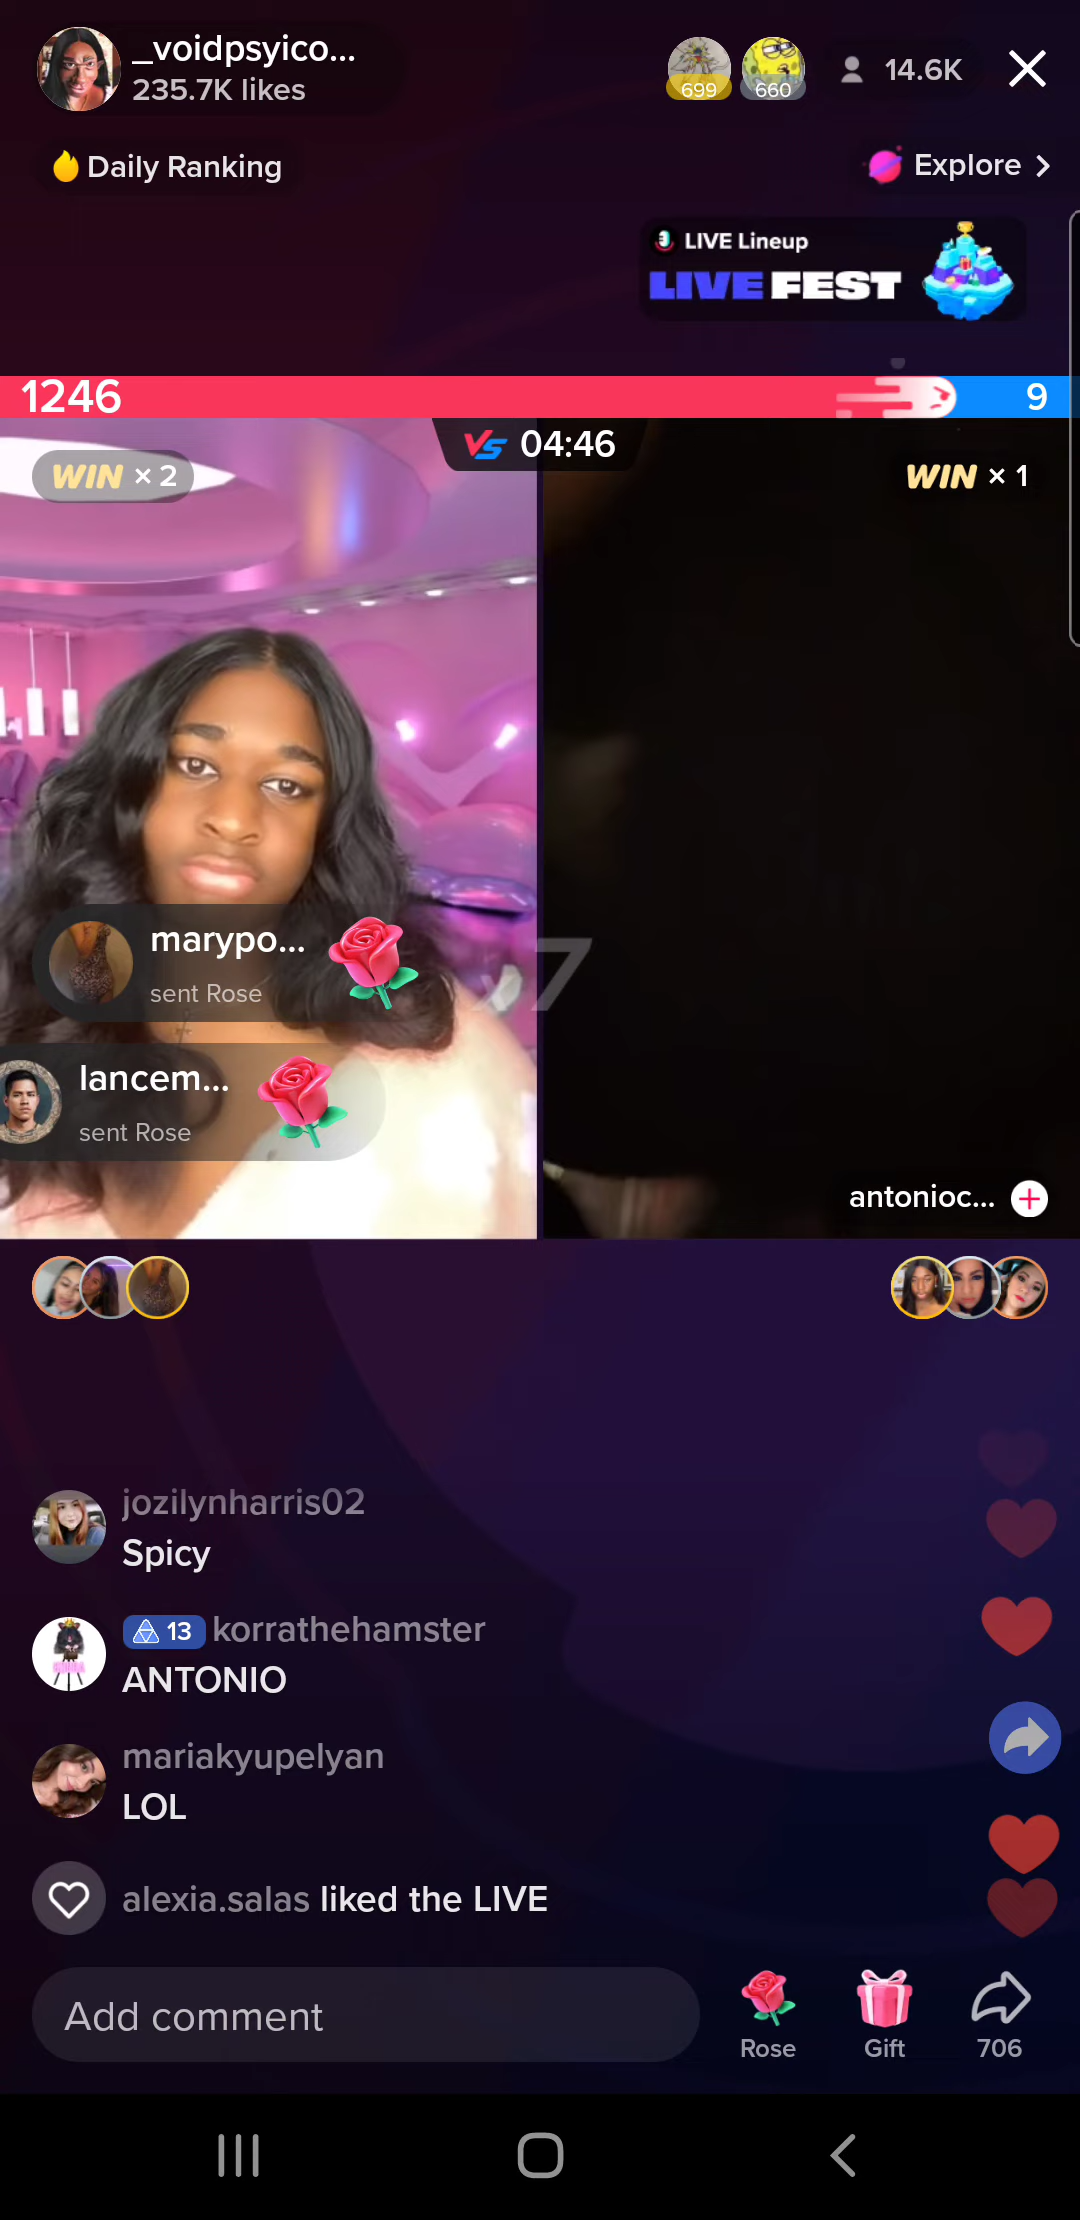 _voidpsyico...
235.7K likes
699
660
14.6K
Daily Ranking
Explore >
LIVE Lineup
LIVE FEST
1246
9
VS 04:46
WIN × 2
WIN × 1
marypo...
sent Rose
x7
lancem...
sent Rose
antonioc...
jozilynharris02
Spicy
13 korrathehamster
ANTONIO
mariakyupelyan
LOL
alexia.salas liked the LIVE
Add comment
Rose
Gift
706